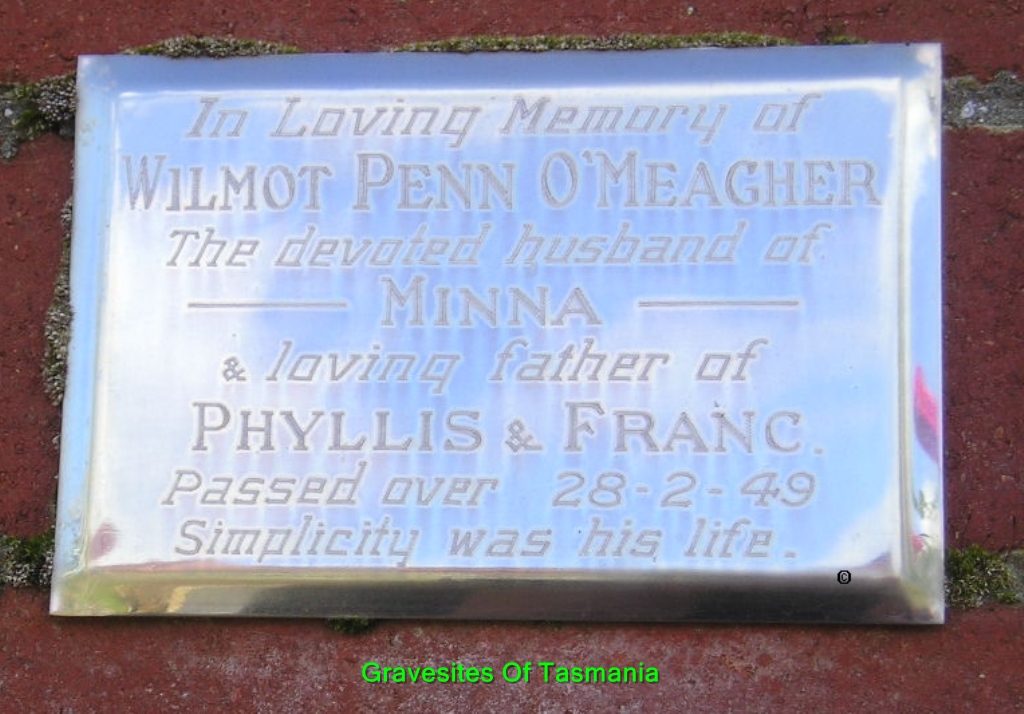 In Loving Memory of
WILMOT PENN O'MEAGHER
The devoted husband of
MINNA
& loving father of
PHYLLIS & FRANC.
Passed over 28-2-49
Simplicity was his life.
©
Gravesites Of Tasmania